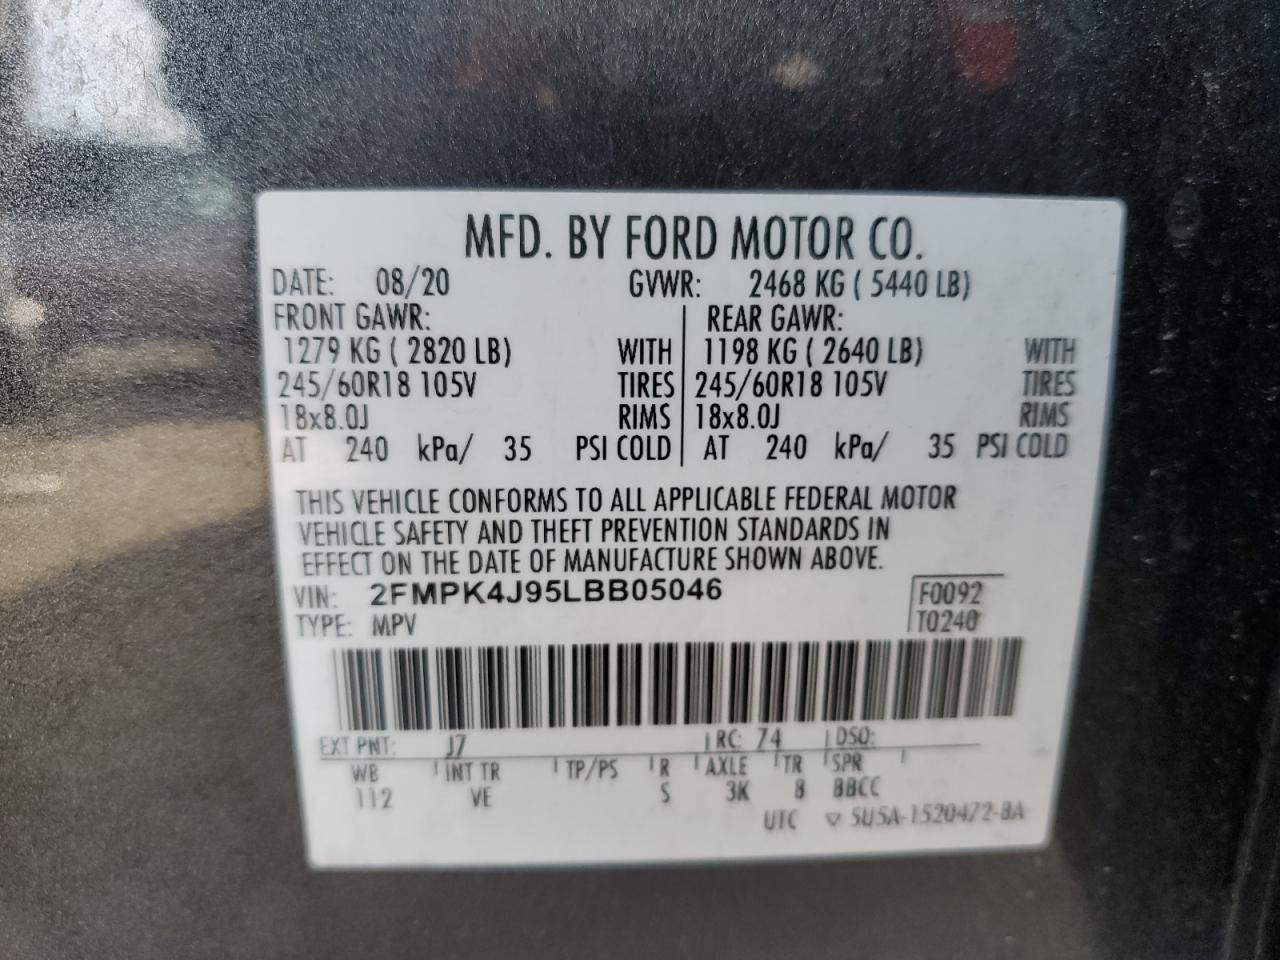 MFD. BY FORD MOTOR CO.
DATE: 08/20 GVWR: 2468 KG ( 5440 LB)
FRONT GAWR: REAR GAWR:
1279 KG ( 2820 LB) WITH 1198 KG ( 2640 LB) WITH
245/60R18 105V TIRES 245/60R18 105V TIRES
18x8.0J RIMS 18x8.0J RIMS
AT 240 kPa/ 35 PSI COLD AT 240 kPa/ 35 PSI COLD
THIS VEHICLE CONFORMS TO ALL APPLICABLE FEDERAL MOTOR
VEHICLE SAFETY AND THEFT PREVENTION STANDARDS IN
EFFECT ON THE DATE OF MANUFACTURE SHOWN ABOVE.
VIN: 2FMPK4J95LBB05046 F0092
TYPE: MPV T0240
EXT PNT: J7 RC: 74 DSO:
WB INT TR TP/PS R AXLE TR SPR
112 VE S 3K 8 BBCC
UTC ▽ 5U5A-1520472-BA